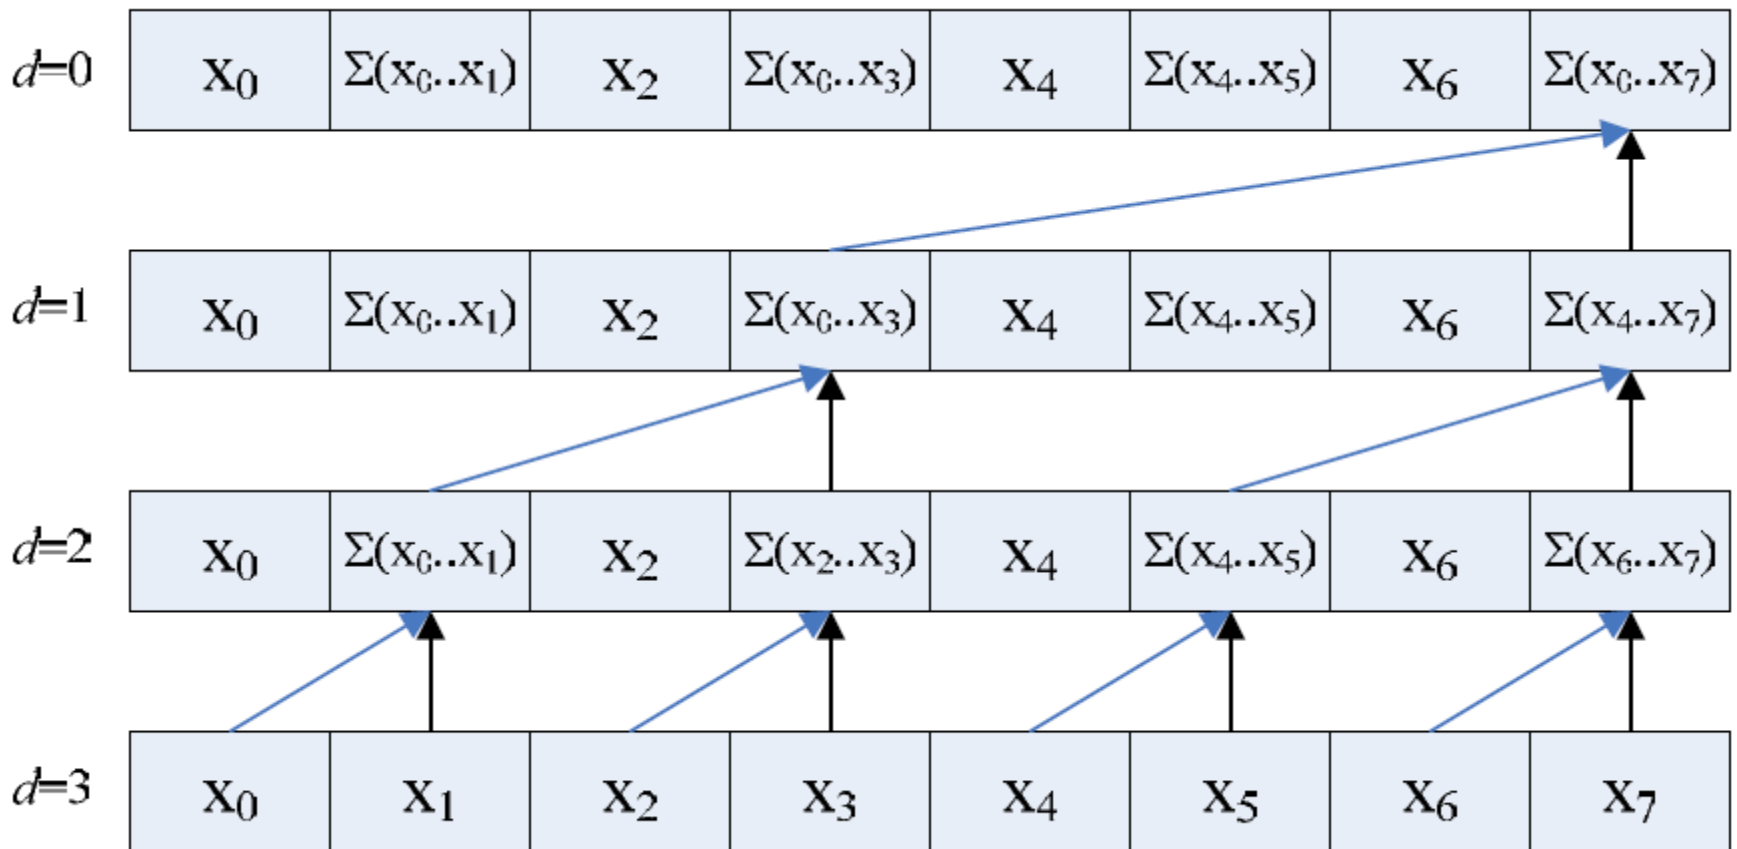 d=0 x₀ Σ(x₀..x₁) x₂ Σ(x₀..x₃) x₄ Σ(x₄..x₅) x₆ Σ(x₀..x₇)
d=1 x₀ Σ(x₀..x₁) x₂ Σ(x₀..x₃) x₄ Σ(x₄..x₅) x₆ Σ(x₄..x₇)
d=2 x₀ Σ(x₀..x₁) x₂ Σ(x₂..x₃) x₄ Σ(x₄..x₅) x₆ Σ(x₆..x₇)
d=3 x₀ x₁ x₂ x₃ x₄ x₅ x₆ x₇